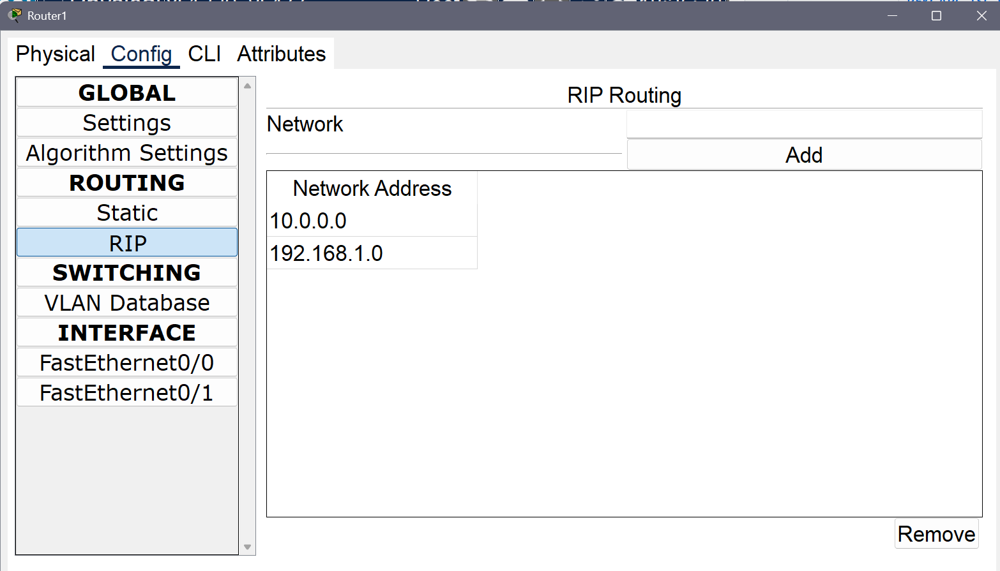 Router1
Physical Config CLI Attributes
GLOBAL
Settings
Algorithm Settings
ROUTING
Static
RIP
SWITCHING
VLAN Database
INTERFACE
FastEthernet0/0
FastEthernet0/1
RIP Routing
Network
Add
Network Address
10.0.0.0
192.168.1.0
Remove